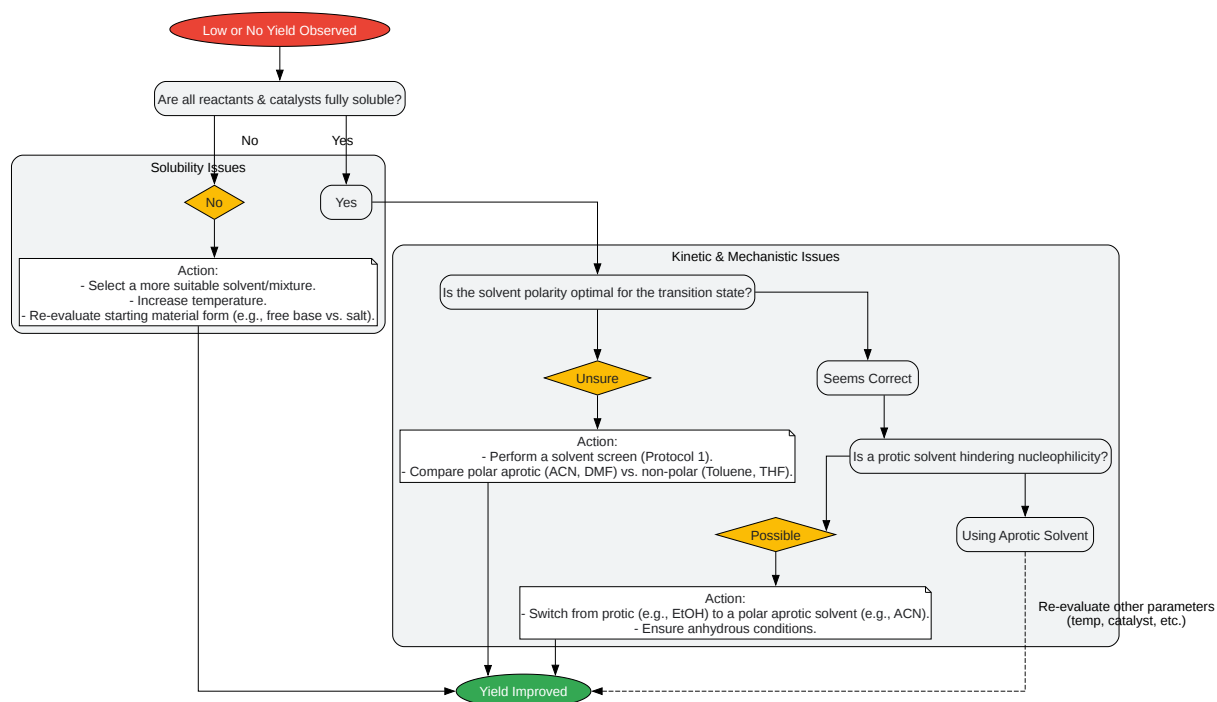 Low or No Yield Observed
Are all reactants & catalysts fully soluble?
No
Yes
Solubility Issues
No
Yes
Action:
- Select a more suitable solvent/mixture.
- Increase temperature.
- Re-evaluate starting material form (e.g., free base vs. salt).
Kinetic & Mechanistic Issues
Is the solvent polarity optimal for the transition state?
Unsure
Seems Correct
Action:
- Perform a solvent screen (Protocol 1).
- Compare polar aprotic (ACN, DMF) vs. non-polar (Toluene, THF).
Is a protic solvent hindering nucleophilicity?
Possible
Using Aprotic Solvent
Action:
- Switch from protic (e.g., EtOH) to a polar aprotic solvent (e.g., ACN).
- Ensure anhydrous conditions.
Re-evaluate other parameters
(temp, catalyst, etc.)
Yield Improved